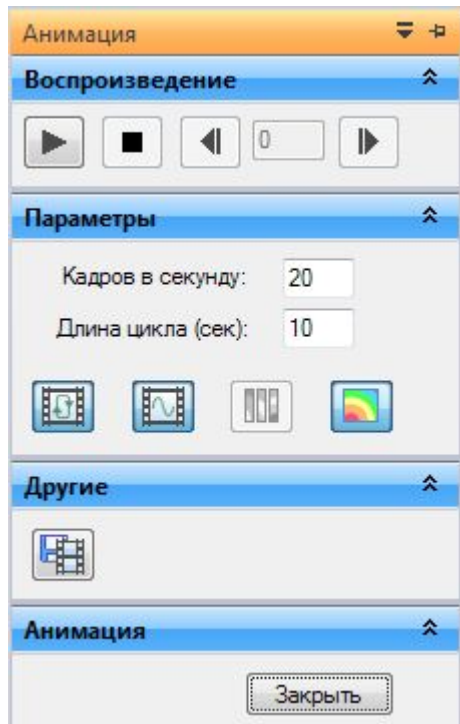 Анимация
Воспроизведение
0
Параметры
Кадров в секунду: 20
Длина цикла (сек): 10
Другие
Анимация
Закрыть